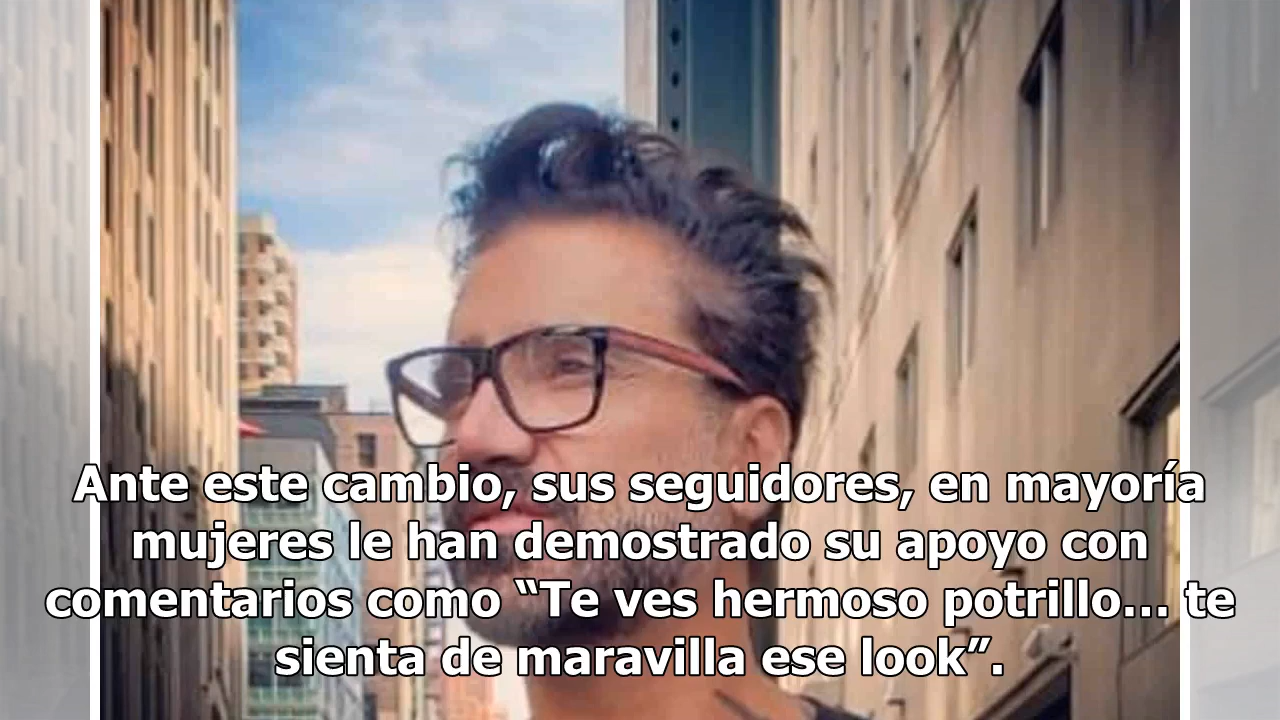 Ante este cambio, sus seguidores, en mayoría
mujeres le han demostrado su apoyo con
comentarios como “Te ves hermoso potrillo... te
sienta de maravilla ese look”.